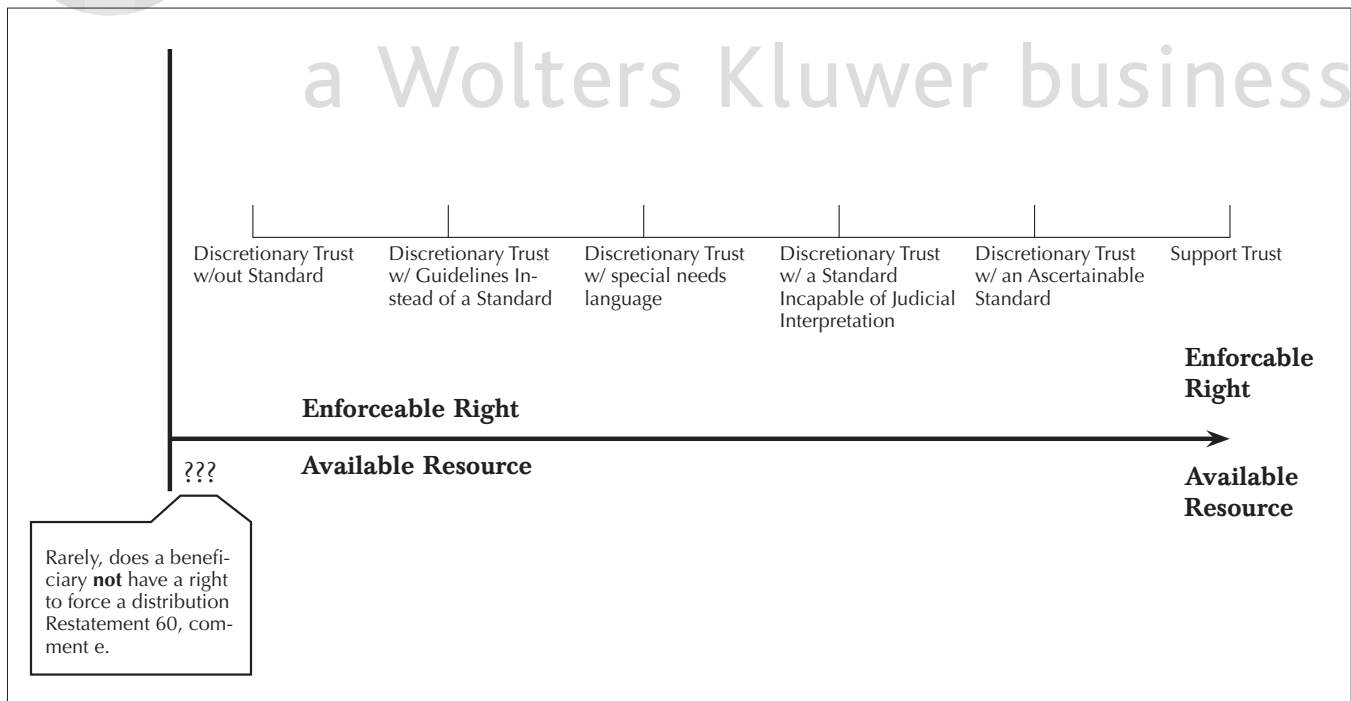 a Wolters Kluwer business
Discretionary Trust
w/out Standard
Discretionary Trust
w/ Guidelines In-
stead of a Standard
Discretionary Trust
w/ special needs
language
Discretionary Trust
w/ a Standard
Incapable of Judicial
Interpretation
Discretionary Trust
w/ an Ascertainable
Standard
Support Trust
Enforcable
Right
Enforceable Right
Available Resource
Available
Resource
???
Rarely, does a benefi-
ciary not have a right
to force a distribution
Restatement 60, com-
ment e.